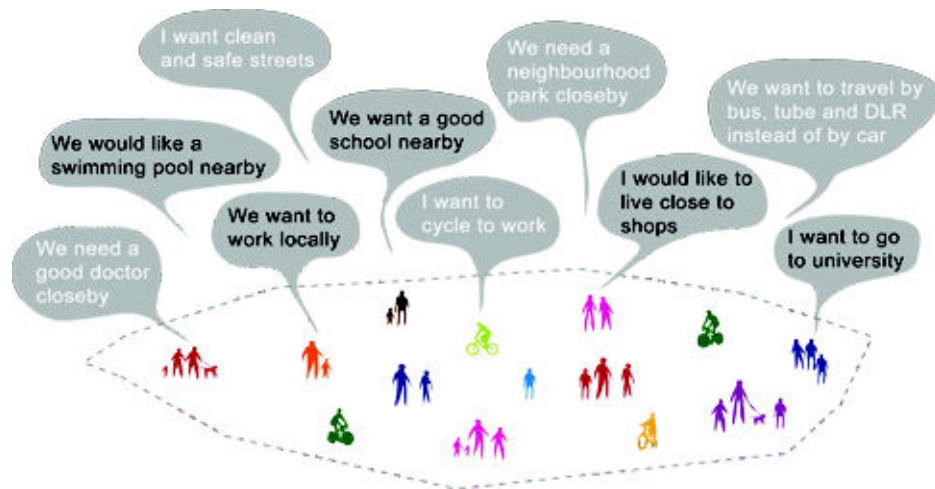 I want clean
and safe streets
We need a
neighbourhood
park closeby
We want to travel by
bus, tube and DLR
instead of by car
We want a good
school nearby
We would like a
swimming pool nearby
I would like to
live close to
shops
We want to
work locally
I want to
cycle to work
I want to go
to university
We need a
good doctor
closeby